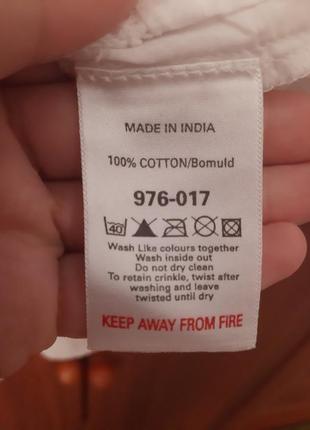 MADE IN INDIA
100% COTTON/Bomuld
976-017
40
Wash Like colours together
Wash inside out
Do not dry clean
To retain crinkle, twist after
washing and leave
twisted until dry
KEEP AWAY FROM FIRE